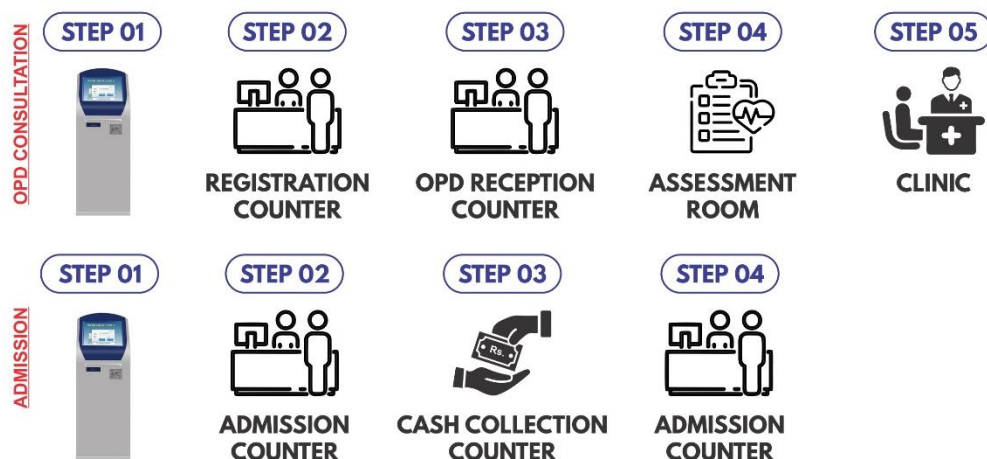 OPD CONSULTATION
STEP 01
STEP 02
STEP 03
STEP 04
STEP 05
REGISTRATION
COUNTER
OPD RECEPTION
COUNTER
ASSESSMENT
ROOM
CLINIC
ADMISSION
STEP 01
STEP 02
STEP 03
STEP 04
Rs.
ADMISSION
COUNTER
CASH COLLECTION
COUNTER
ADMISSION
COUNTER